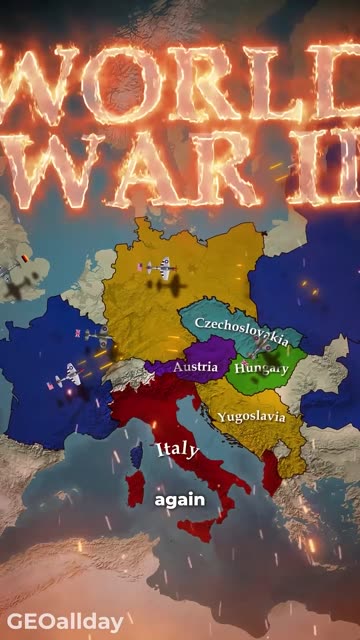 WORLD
WAR II
Czechoslovakia
Austria
Hungary
Yugoslavia
Italy
again
GEOallday